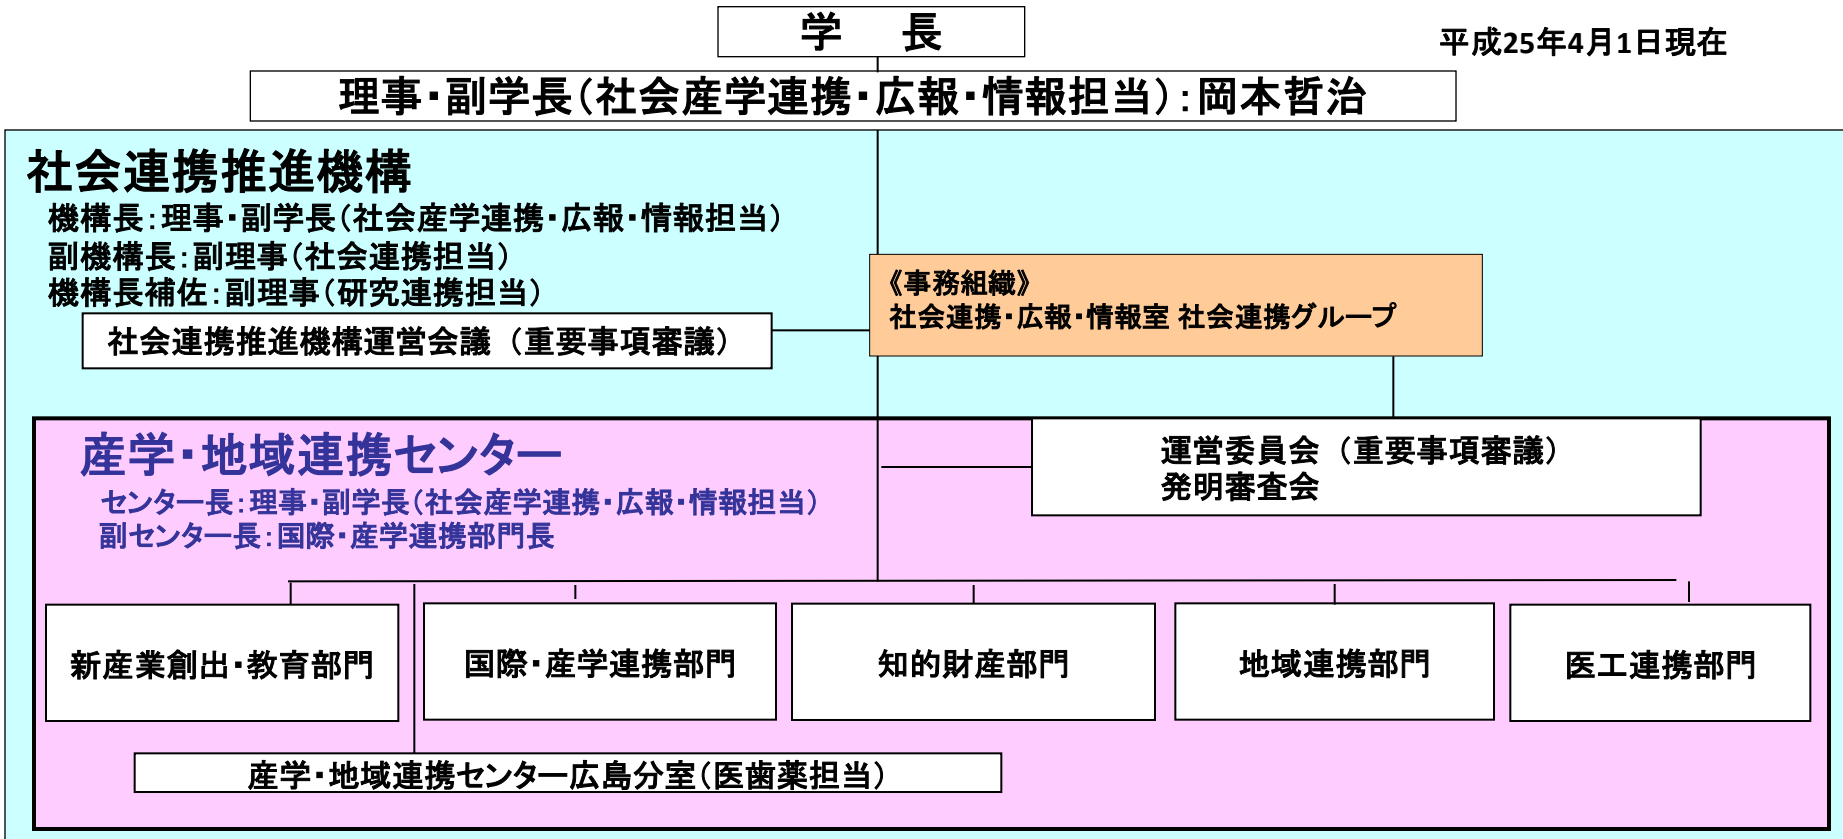 学　長
平成25年4月1日現在
理事・副学長（社会産学連携・広報・情報担当）：岡本哲治
社会連携推進機構
機構長：理事・副学長（社会産学連携・広報・情報担当）
副機構長：副理事（社会連携担当）
機構長補佐：副理事（研究連携担当）
《事務組織》
社会連携・広報・情報室 社会連携グループ
社会連携推進機構運営会議（重要事項審議）
産学・地域連携センター
センター長：理事・副学長（社会産学連携・広報・情報担当）
副センター長：国際・産学連携部門長
運営委員会（重要事項審議）
発明審査会
新産業創出・教育部門
国際・産学連携部門
知的財産部門
地域連携部門
医工連携部門
産学・地域連携センター広島分室（医歯薬担当）